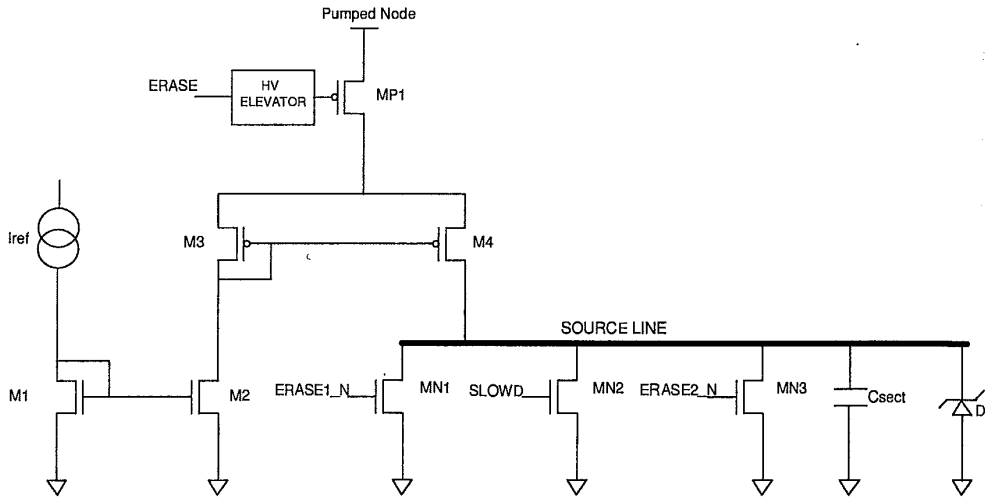 Pumped Node
ERASE
HV
ELEVATOR
MP1
Iref
M3
M4
SOURCE LINE
M1
M2
ERASE1_N
MN1
SLOWD
MN2
ERASE2_N
MN3
Csect
D